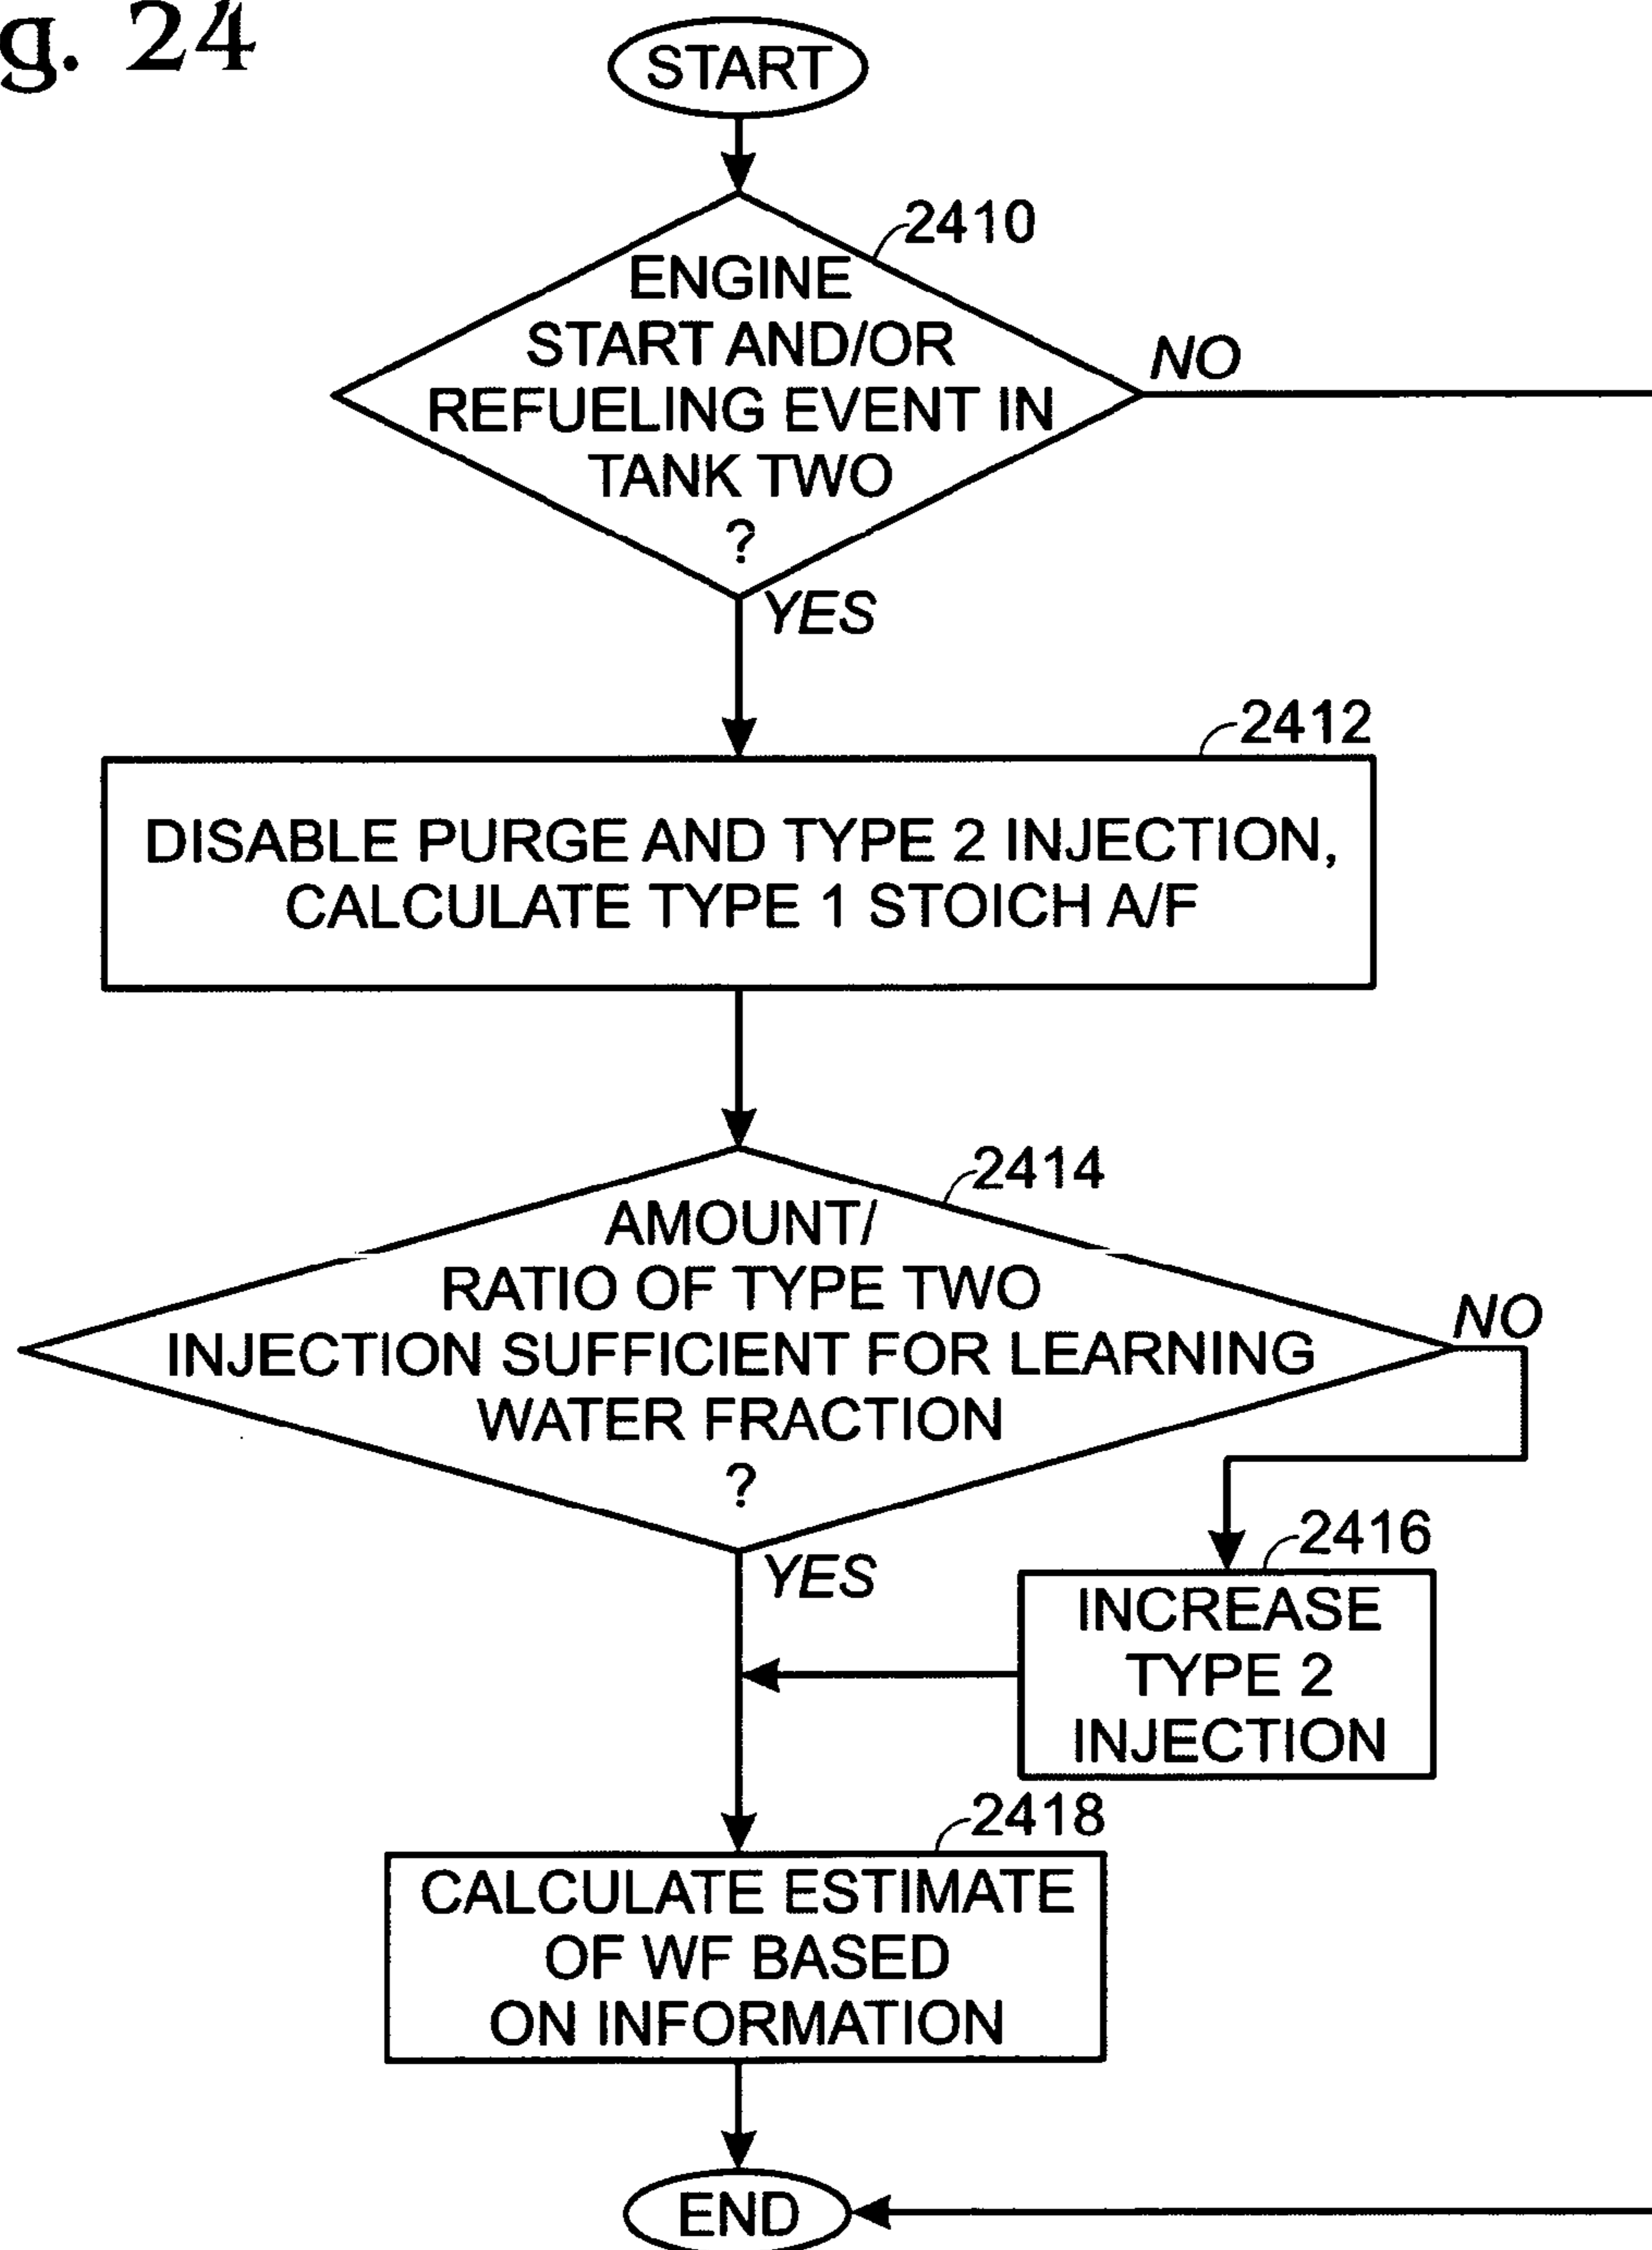 g. 24
START
2410
ENGINE
START AND/OR
REFUELING EVENT IN
TANK TWO
?
NO
YES
2412
DISABLE PURGE AND TYPE 2 INJECTION,
CALCULATE TYPE 1 STOICH A/F
2414
AMOUNT/
RATIO OF TYPE TWO
INJECTION SUFFICIENT FOR LEARNING
WATER FRACTION
?
NO
YES
2416
INCREASE
TYPE 2
INJECTION
2418
CALCULATE ESTIMATE
OF WF BASED
ON INFORMATION
END